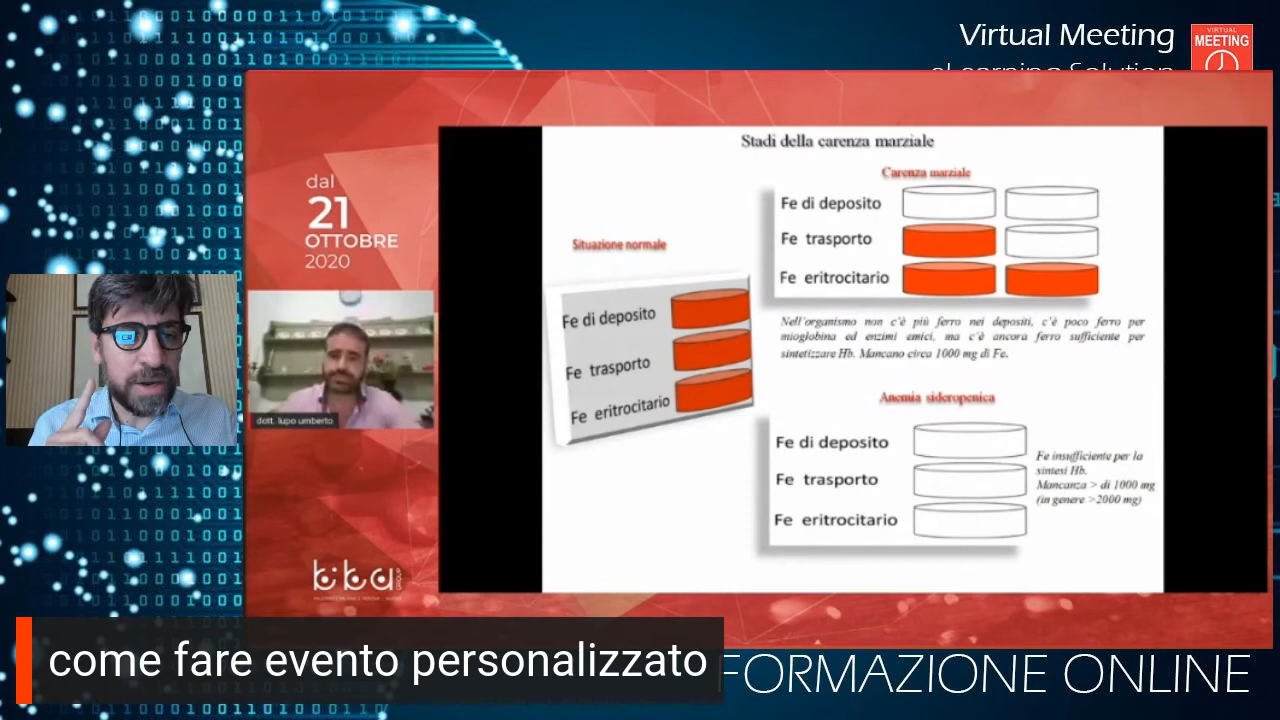 Virtual Meeting
VIRTUAL
MEETING
eLearning Solution
dal
21
OTTOBRE
2020
dott. lupo umberto
biba
GROUP
Stadi della carenza marziale
Situazione normale
Fe di deposito
Fe trasporto
Fe eritrocitario
Carenza marziale
Fe di deposito
Fe trasporto
Fe eritrocitario
Nell'organismo non c'è più ferro nei depositi, c'è poco ferro per
mioglobina ed enzimi emici, ma c'è ancora ferro sufficiente per
sintetizzare Hb. Mancano circa 1000 mg di Fe.
Anemia sideropenica
Fe di deposito
Fe trasporto
Fe eritrocitario
Fe insufficiente per la
sintesi Hb.
Mancanza > di 1000 mg
(in genere >2000 mg)
come fare evento personalizzato
FORMAZIONE ONLINE